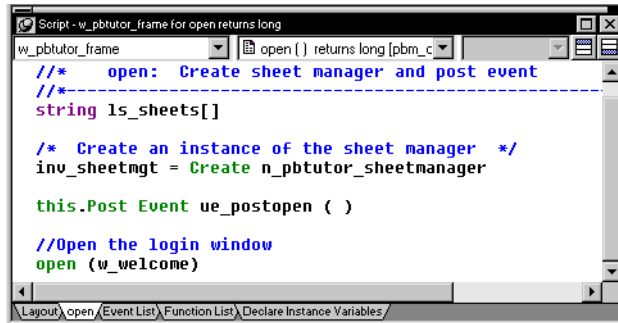 Script - w_pbtutor_frame for open returns long
w_pbtutor_frame open ( ) returns long [pbm_c
//* open: Create sheet manager and post event
//*-----------------------------------------------------------
string ls_sheets[]
/* Create an instance of the sheet manager */
inv_sheetmgt = Create n_pbtutor_sheetmanager
this.Post Event ue_postopen ( )
//Open the login window
open (w_welcome)
Layout open Event List Function List Declare Instance Variables